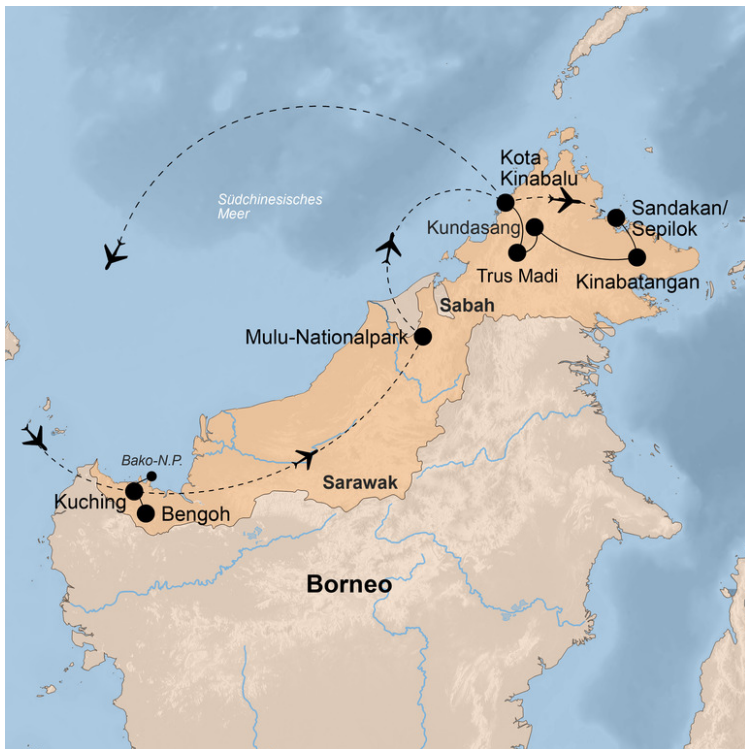 Kota
Kinabalu
Südchinesisches
Meer
Sandakan/
Sepilok
Kundasang
Trus Madi
Kinabatangan
Sabah
Mulu-Nationalpark
Bako-N.P.
Sarawak
Kuching
Bengoh
Borneo